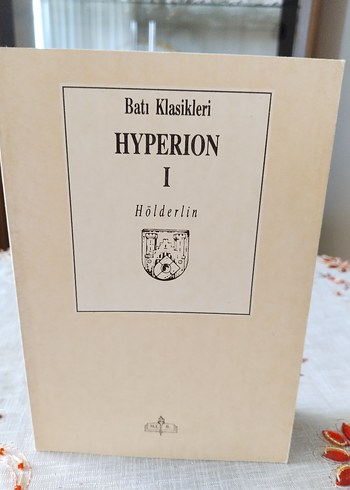 Batı Klasikleri
HYPERION
I
Hölderlin